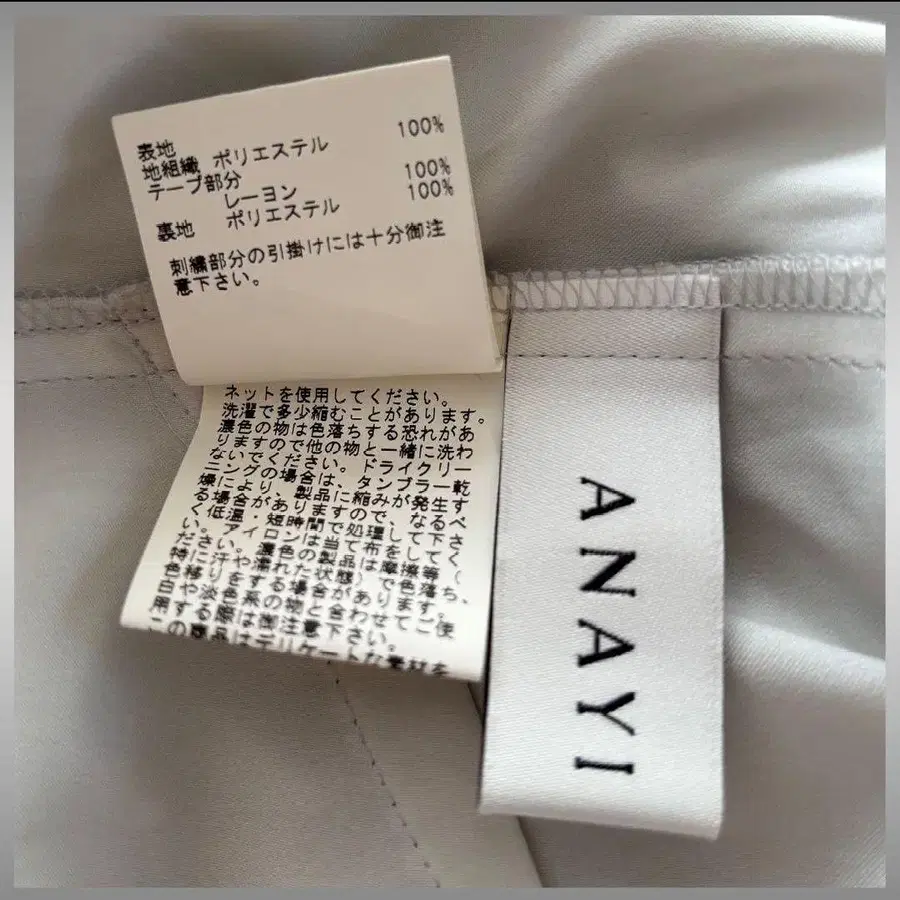 表地
地組織 ポリエステル 100%
テープ部分
レーヨン 100%
裏地 ポリエステル 100%
刺繍部分の引掛けには十分御注
意下さい。
ネットを使用してください。
洗濯で多少縮むことがあります。
濃色の物は色落ちする恐れがあ
りますので他の物と一緒に洗わ
ないでください。ドライクリー
ニングの場合は、タンブラー乾
燥により、製品に縮みが発生す
る場合がありますので、なるべ
く低温・短時間で処理して下さ
い。アイロンは当て布をしてく
ださい。濃色の製品は摩擦等(
特に汗や濡れた状態)で色落ち、
色移りをする場合があります。
白や淡色系の物と合わせてご使
用する際は御注意下さい。
この商品はデリケートな素材を
ANAYI